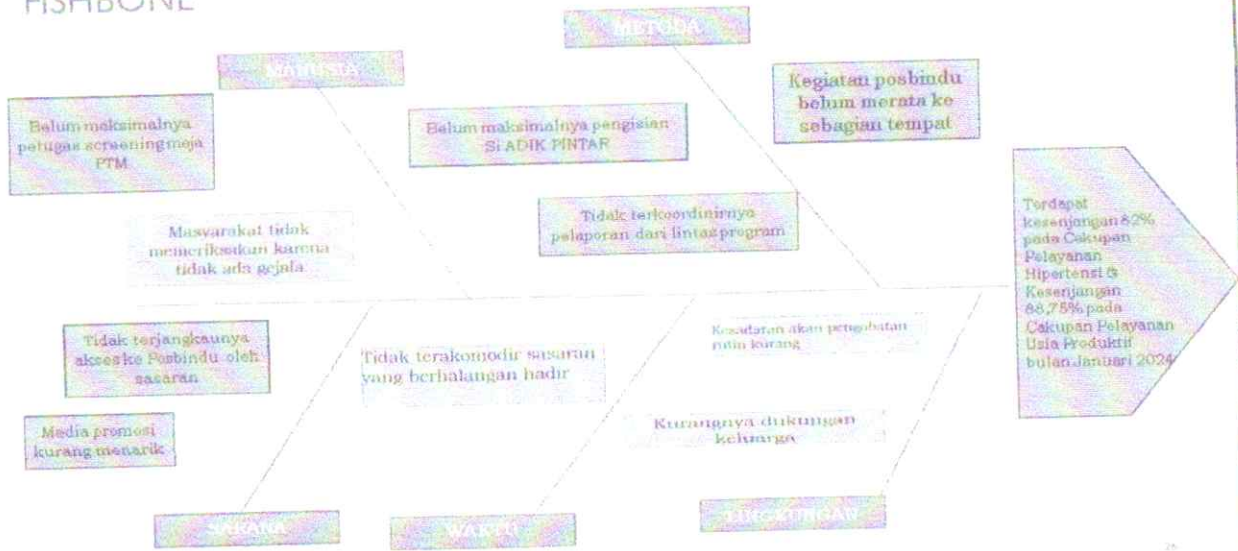 FISHBONE
METODA
MANUSIA
Kegiatan posbindu
belum merata ke
sebagian tempat
Belum maksimalnya
petugas screening meja
PTM
Belum maksimalnya pengisian
Si ADIK PINTAR
Masyarakat tidak
memeriksakan karena
tidak ada gejala
Tidak terkoordinirnya
pelaporan dari lintas program
Terdapat
kesenjangan 82%
pada Cakupan
Pelayanan
Hipertensi &
Kesenjangan
88,75% pada
Cakupan Pelayanan
Usia Produktif
bulan Januari 2024
Tidak terjangkaunya
akses ke Posbindu oleh
sasaran
Tidak terakomodir sasaran
yang berhalangan hadir
Kesadaran akan pengobatan
rutin kurang
Media promosi
kurang menarik
Kurangnya dukungan
keluarga
SARANA
WAKTU
LINGKUNGAN
26